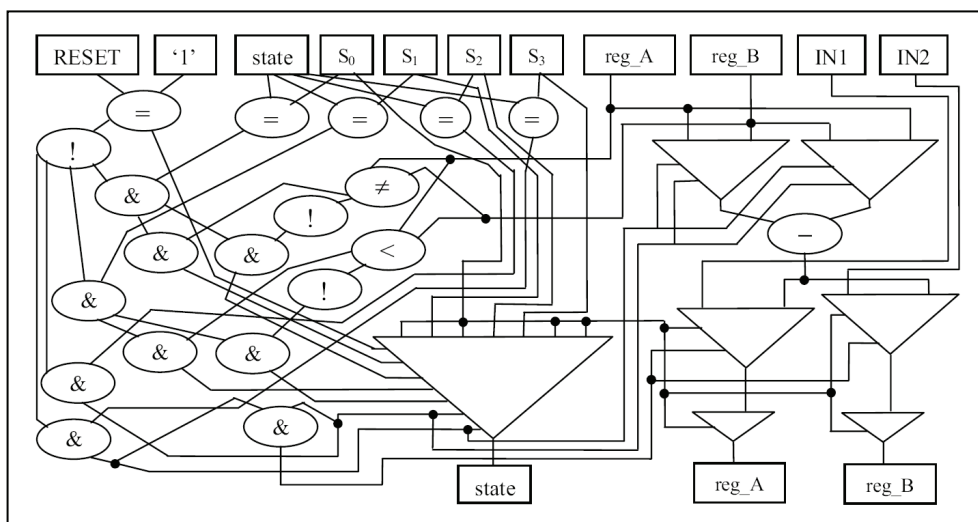 RESET ‘1’ state S₀ S₁ S₂ S₃ reg_A reg_B IN1 IN2
= = = = =
!
&
≠
!
& & < −
& !
& &
&
& &
state reg_A reg_B